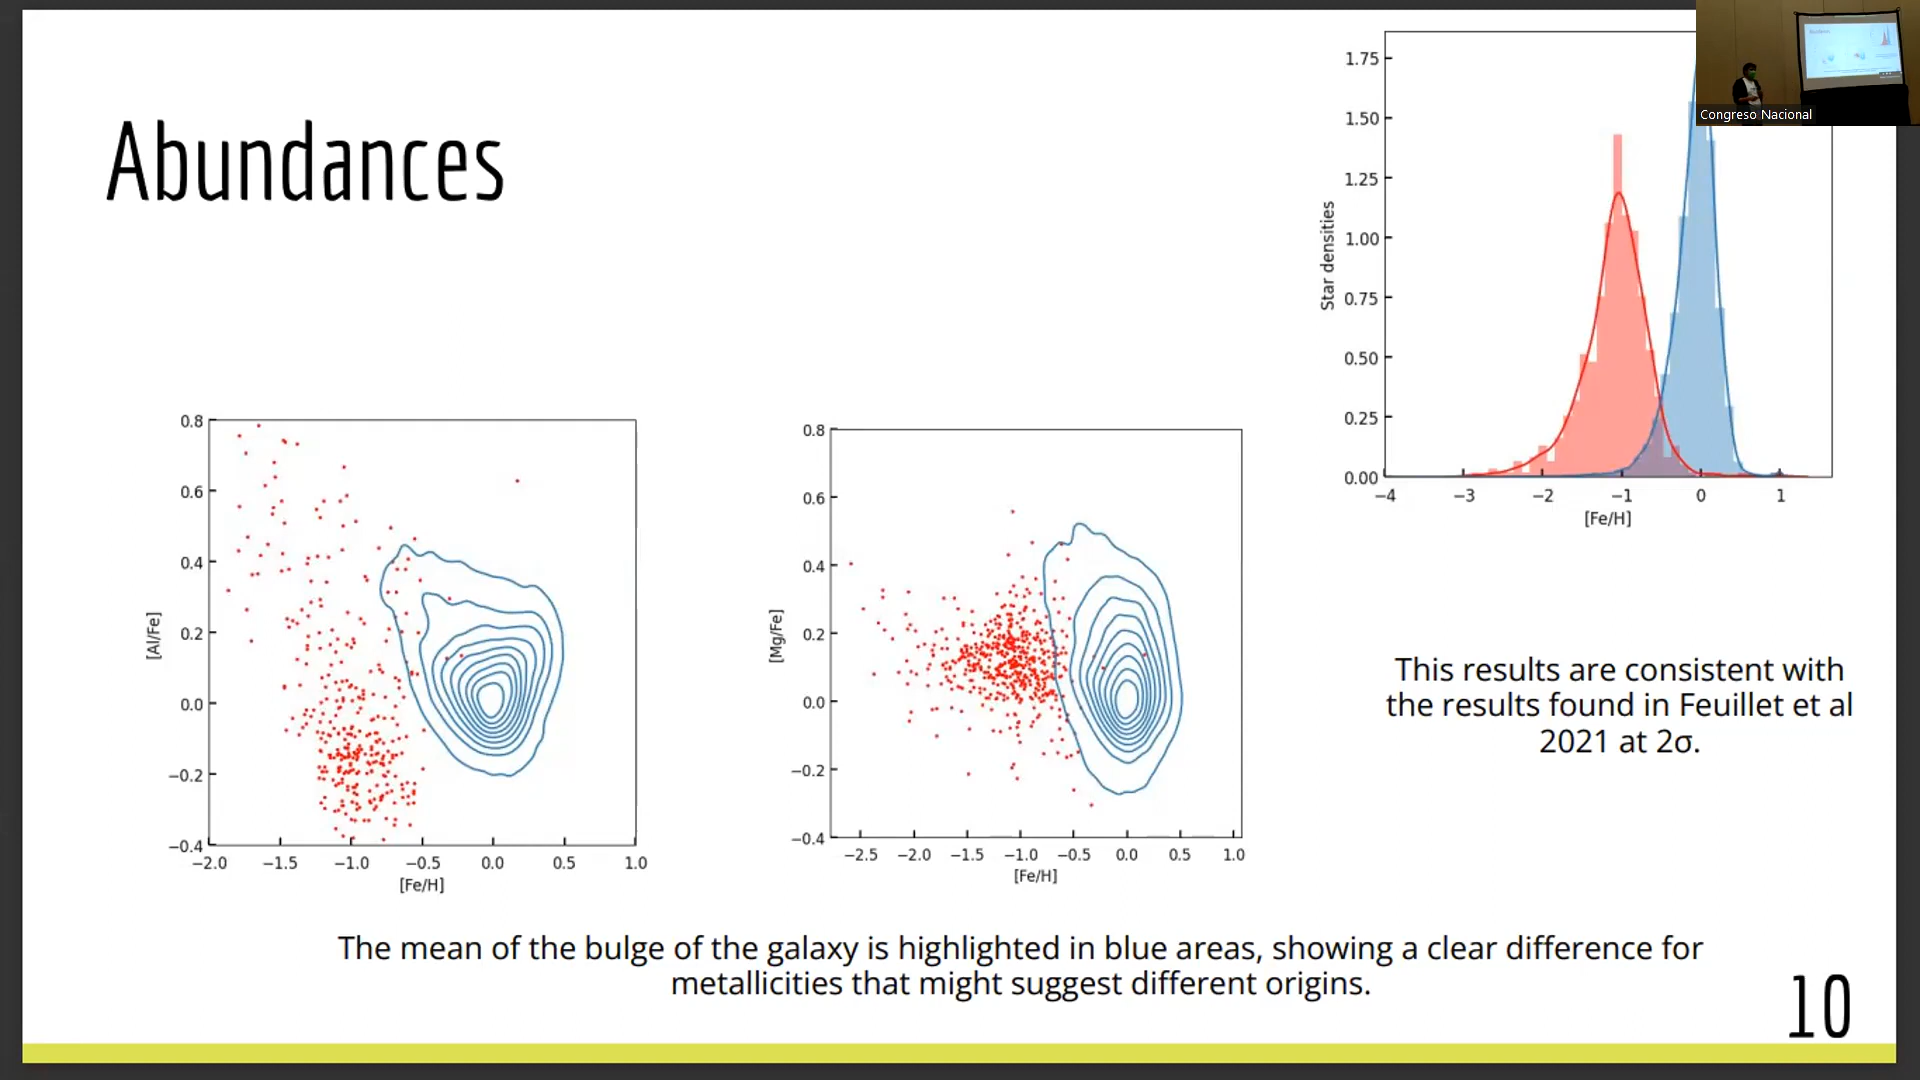 Congreso Nacional
Abundances
1.75
1.50
1.25
1.00
0.75
0.50
0.25
0.00
Star densities
−4 −3 −2 −1 0 1
[Fe/H]
0.8
0.6
0.4
0.2
0.0
−0.2
−0.4
[Al/Fe]
−2.0 −1.5 −1.0 −0.5 0.0 0.5 1.0
[Fe/H]
0.8
0.6
0.4
0.2
0.0
−0.2
−0.4
[Mg/Fe]
−2.5 −2.0 −1.5 −1.0 −0.5 0.0 0.5 1.0
[Fe/H]
This results are consistent with
the results found in Feuillet et al
2021 at 2σ.
The mean of the bulge of the galaxy is highlighted in blue areas, showing a clear difference for
metallicities that might suggest different origins.
10